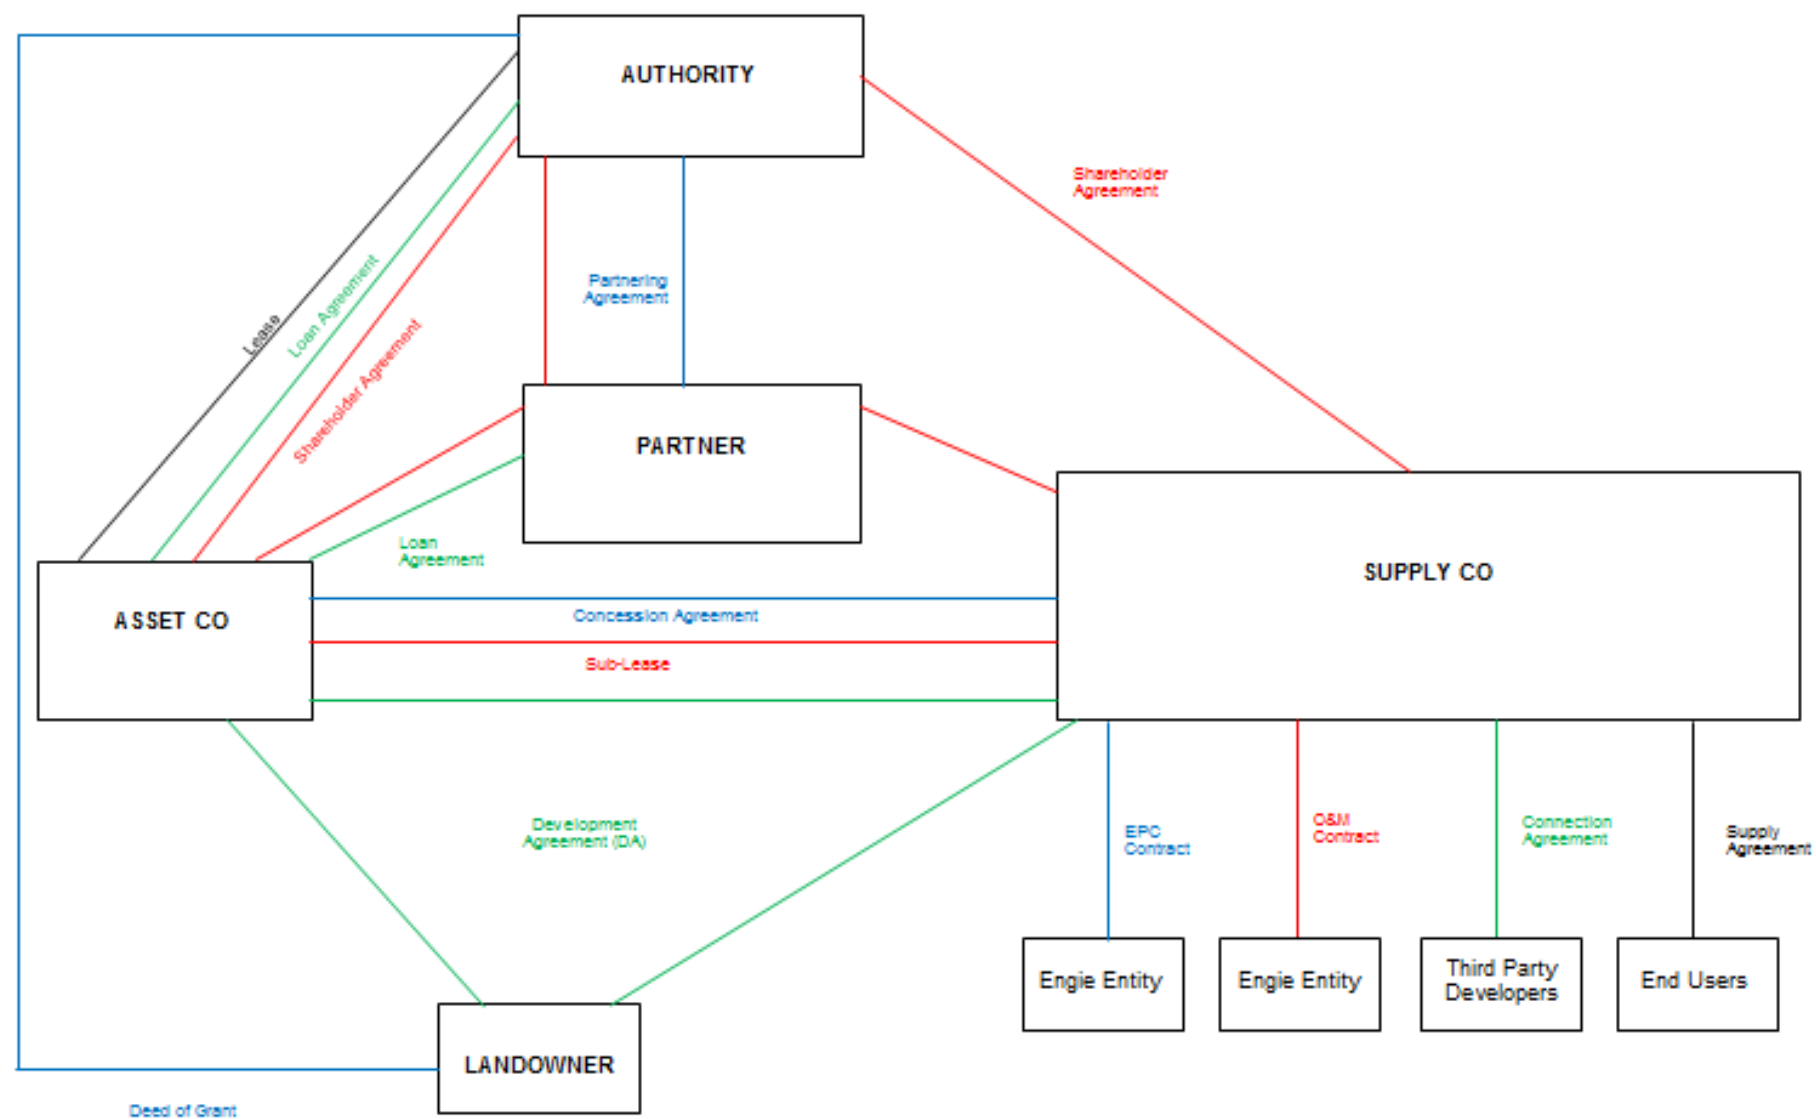 AUTHORITY
Shareholder
Agreement
Partnering
Agreement
Lease
Loan Agreement
Shareholder Agreement
PARTNER
Loan
Agreement
SUPPLY CO
ASSET CO
Concession Agreement
Sub-Lease
Development
Agreement (DA)
EPC
Contract
O&M
Contract
Connection
Agreement
Supply
Agreement
Engie Entity
Engie Entity
Third Party
Developers
End Users
LANDOWNER
Deed of Grant